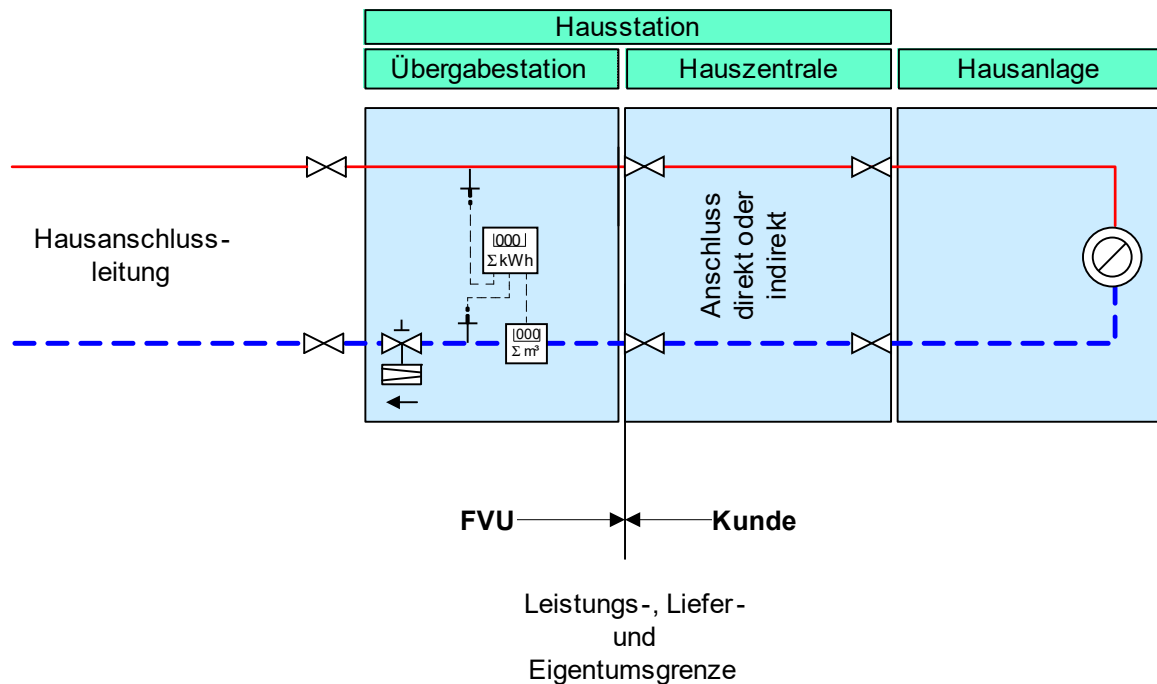 Hausstation
Übergabestation
Hauszentrale
Hausanlage
Hausanschluss-
leitung
000
Σ kWh
000
Σ m³
Anschluss
direkt oder
indirekt
FVU
Kunde
Leistungs-, Liefer-
und
Eigentumsgrenze